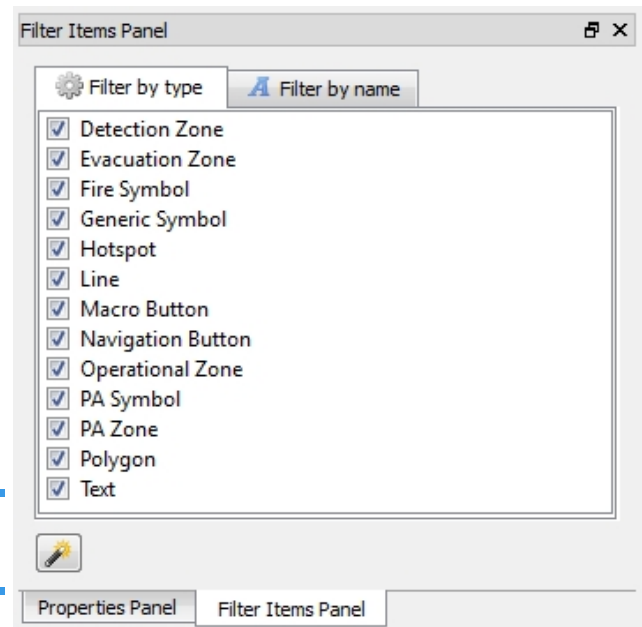 Filter Items Panel
Filter by type
Filter by name
Detection Zone
Evacuation Zone
Fire Symbol
Generic Symbol
Hotspot
Line
Macro Button
Navigation Button
Operational Zone
PA Symbol
PA Zone
Polygon
Text
Properties Panel
Filter Items Panel